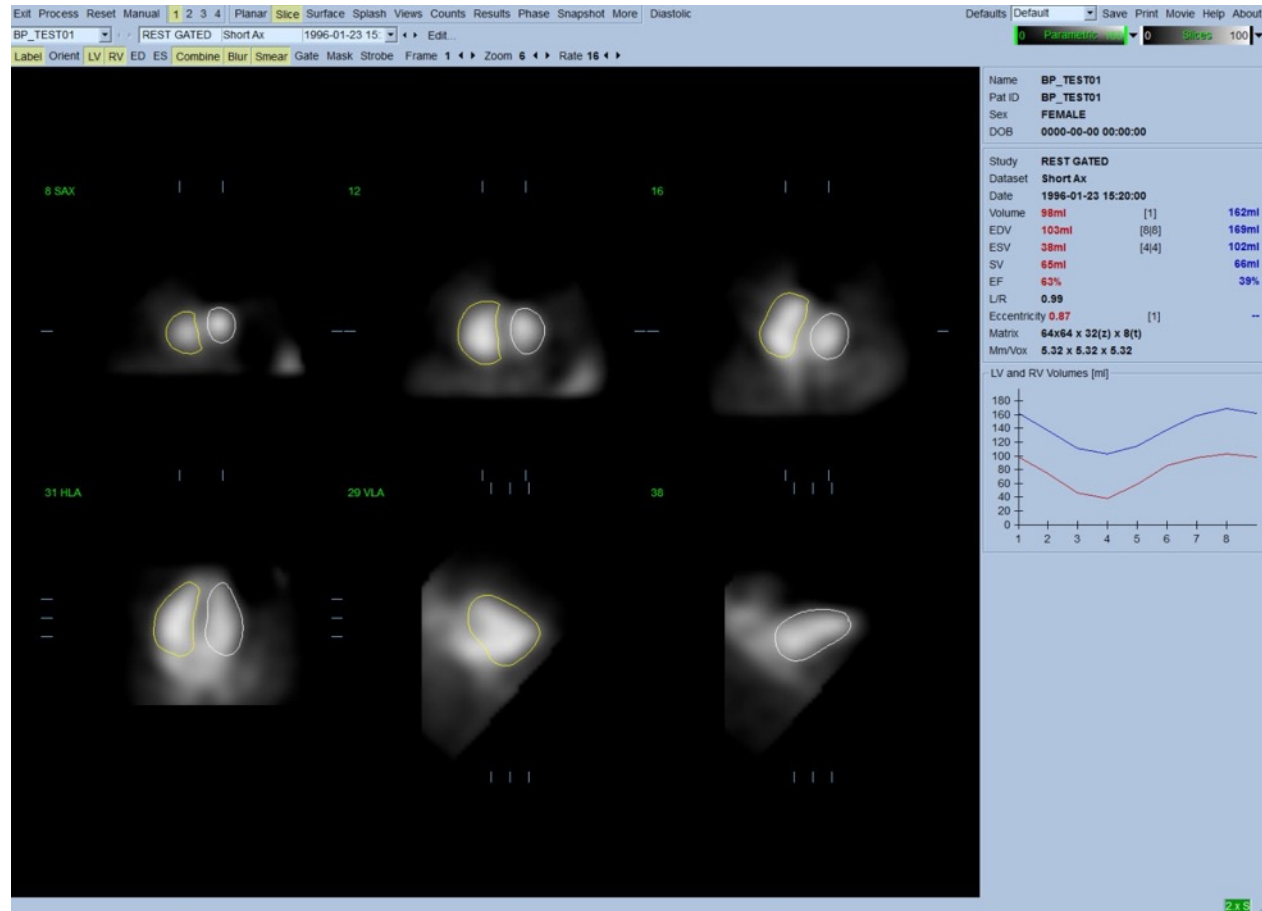 Exit Process Reset Manual 1 2 3 4 Planar Slice Surface Splash Views Counts Results Phase Snapshot More Diastolic Defaults Default Save Print Movie Help About
BP_TEST01 REST GATED Short Ax 1996-01-23 15: Edit... 0 Parametric 0 Slices 100
Label Orient LV RV ED ES Combine Blur Smear Gate Mask Strobe Frame 1 Zoom 6 Rate 16
8 SAX 12 16
31 HLA 29 VLA 38
Name BP_TEST01
Pat ID BP_TEST01
Sex FEMALE
DOB 0000-00-00 00:00:00
Study REST GATED
Dataset Short Ax
Date 1996-01-23 15:20:00
Volume 98ml [1] 162ml
EDV 103ml [8|8] 169ml
ESV 38ml [4|4] 102ml
SV 65ml 66ml
EF 63% 39%
L/R 0.99
Eccentricity 0.87 [1] --
Matrix 64x64 x 32(z) x 8(t)
Mm/Vox 5.32 x 5.32 x 5.32
LV and RV Volumes [ml]
180
160
140
120
100
80
60
40
20
0
1 2 3 4 5 6 7 8
2 x S